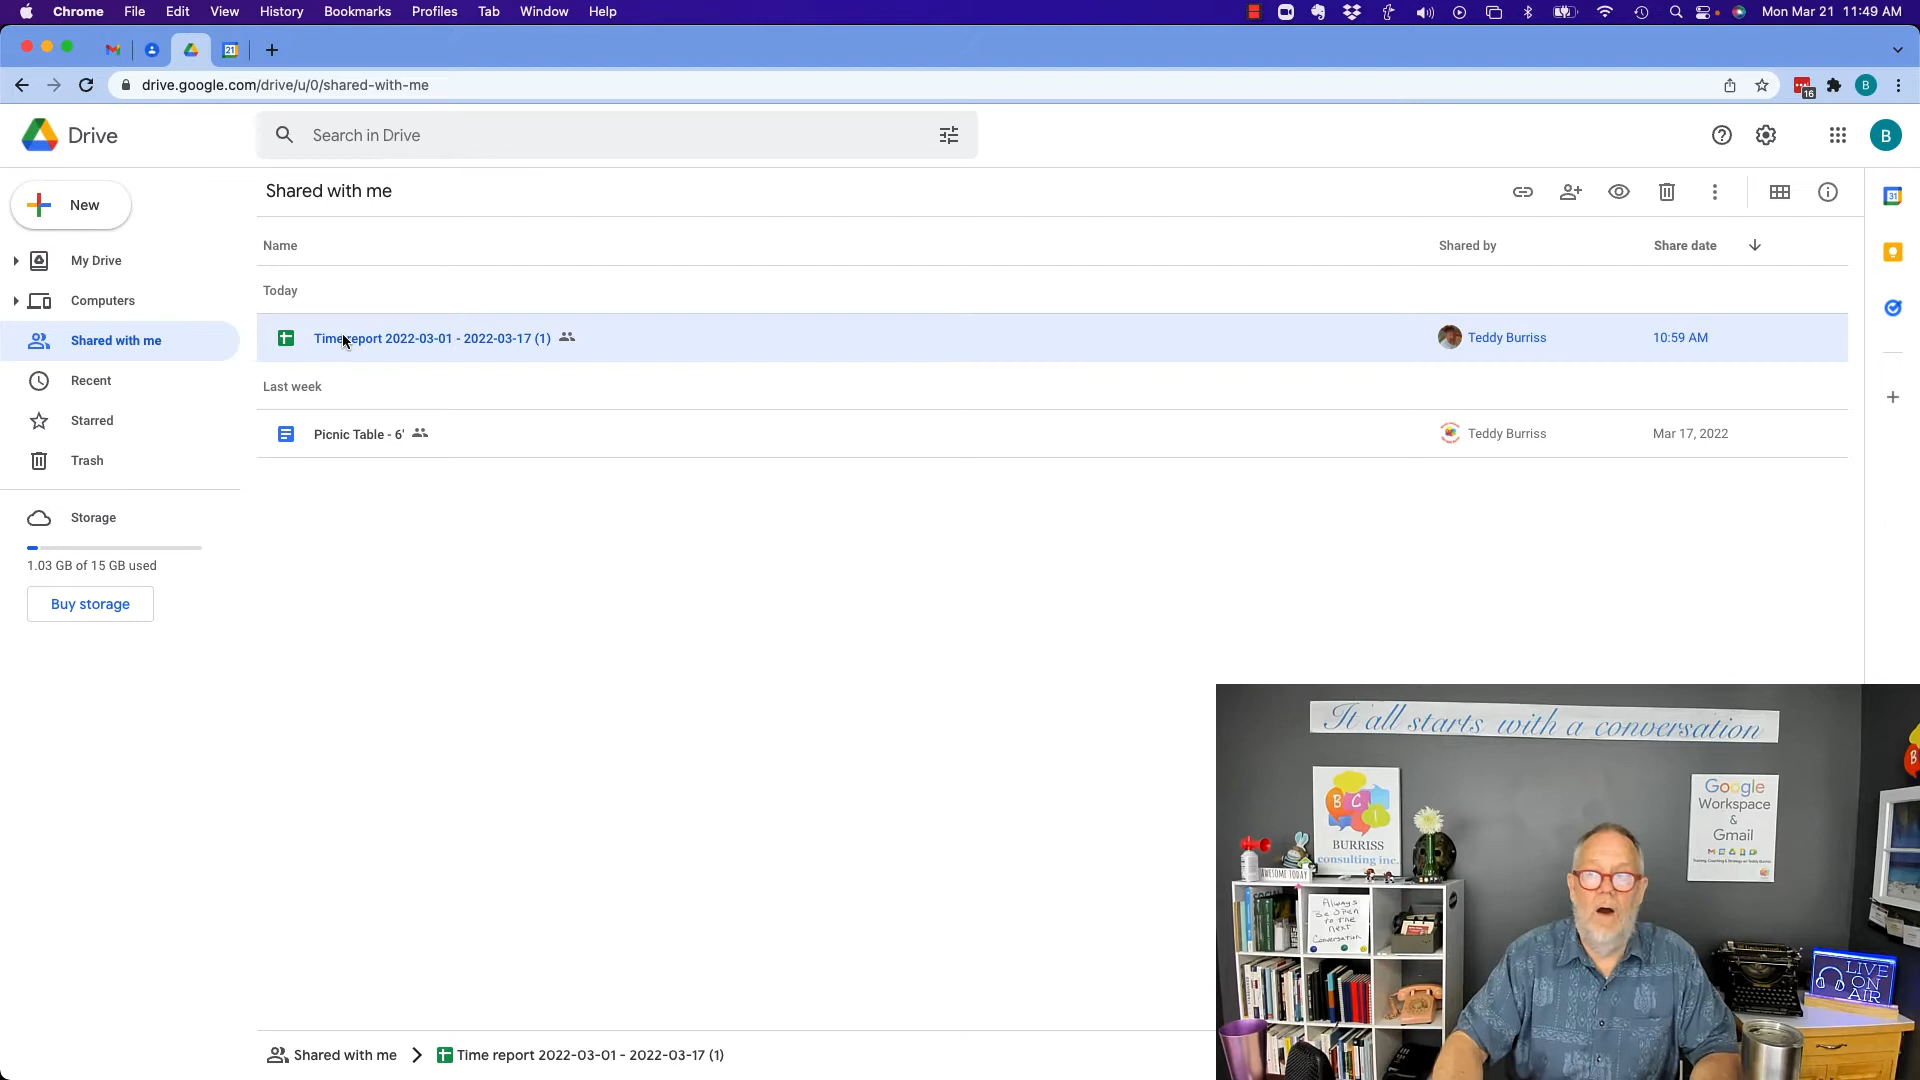 Chrome File Edit View History Bookmarks Profiles Tab Window Help
Mon Mar 21 11:49 AM
21
drive.google.com/drive/u/0/shared-with-me
16
B
Drive
Search in Drive
B
New
Shared with me
31
My Drive
Name
Shared by
Share date
Computers
Today
Shared with me
Time report 2022-03-01 - 2022-03-17 (1)
Teddy Burriss
10:59 AM
Recent
Last week
Starred
Picnic Table - 6'
Teddy Burriss
Mar 17, 2022
Trash
Storage
1.03 GB of 15 GB used
Buy storage
It all starts with a conversation
B C I
BURRISS
consulting inc.
Google
Workspace
&
Gmail
AWESOME TODAY
Always
Be open
to the
next
Conversation
LIVE
ON
AIR
Shared with me
Time report 2022-03-01 - 2022-03-17 (1)